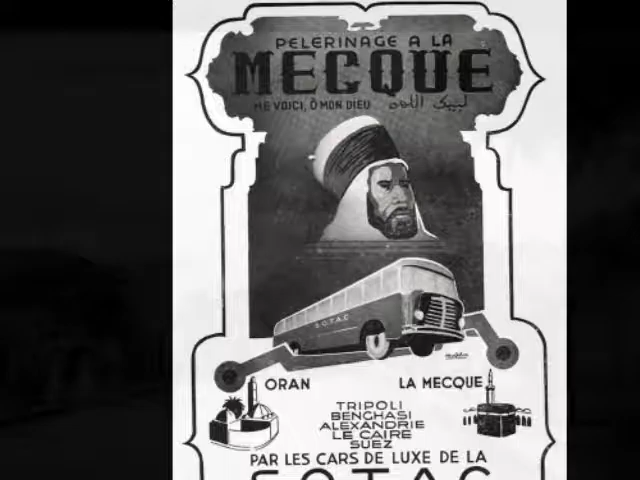 PELERINAGE A LA
MECQUE
ME VOICI, Ô MON DIEU لبيك اللهم
S.O.T.A.C
ORAN LA MECQUE
TRIPOLI
BENGHASI
ALEXANDRIE
LE CAIRE
SUEZ
PAR LES CARS DE LUXE DE LA
SOTAC